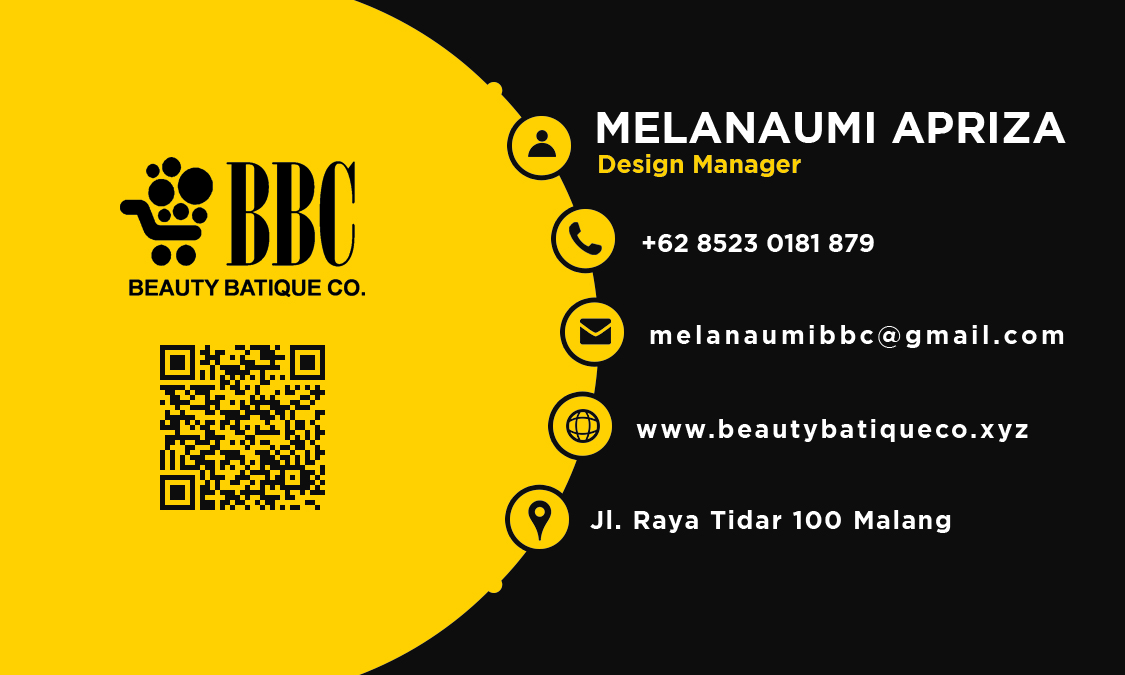 BBC
BEAUTY BATIQUE CO.
MELANAUMI APRIZA
Design Manager
+62 8523 0181 879
melanaumibbc@gmail.com
www.beautybatiqueco.xyz
Jl. Raya Tidar 100 Malang